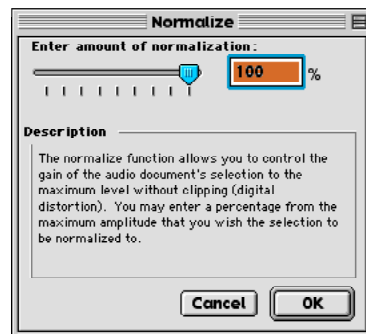 Normalize
Enter amount of normalization:
100 %
Description
The normalize function allows you to control the
gain of the audio document's selection to the
maximum level without clipping (digital
distortion). You may enter a percentage from the
maximum amplitude that you wish the selection to
be normalized to.
Cancel OK